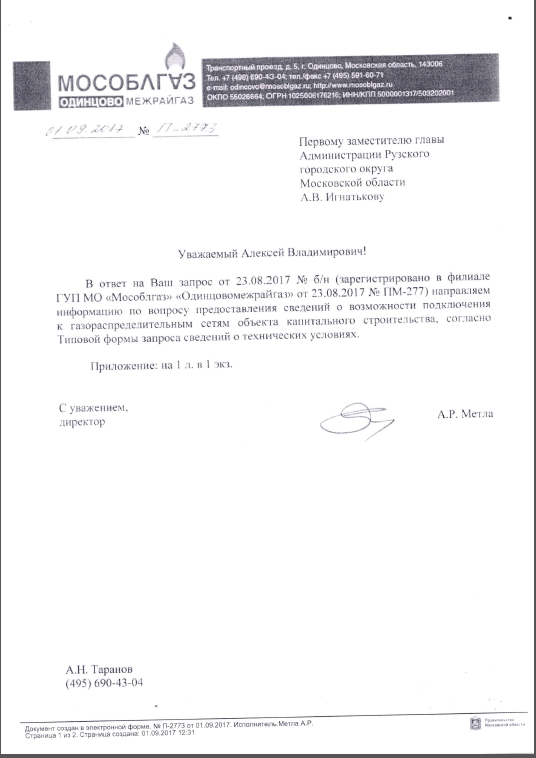 МОСОБЛГАЗ
ОДИНЦОВО МЕЖРАЙГАЗ
Транспортный проезд, д. 5, г. Одинцово, Московская область, 143006
Тел. +7 (496) 690-43-04; тел./факс +7 (495) 591-60-71
e-mail: odincovo@mosoblgaz.ru; http://www.mosoblgaz.ru
ОКПО 55026664; ОГРН 1025006176216; ИНН/КПП 5000001317/503202001
01.09.2017 № П-2773
Первому заместителю главы
Администрации Рузского
городского округа
Московской области
А.В. Игнатькову
Уважаемый Алексей Владимирович!
В ответ на Ваш запрос от 23.08.2017 № б/н (зарегистрировано в филиале
ГУП МО «Мособлгаз» «Одинцовомежрайгаз» от 23.08.2017 № ПМ-277) направляем
информацию по вопросу предоставления сведений о возможности подключения
к газораспределительным сетям объекта капитального строительства, согласно
Типовой формы запроса сведений о технических условиях.
Приложение: на 1 л. в 1 экз.
С уважением,
директор
А.Р. Метла
А.Н. Таранов
(495) 690-43-04
Документ создан в электронной форме. № П-2773 от 01.09.2017. Исполнитель:Метла А.Р.
Страница 1 из 2. Страница создана: 01.09.2017 12:31
Правительство
Московской области